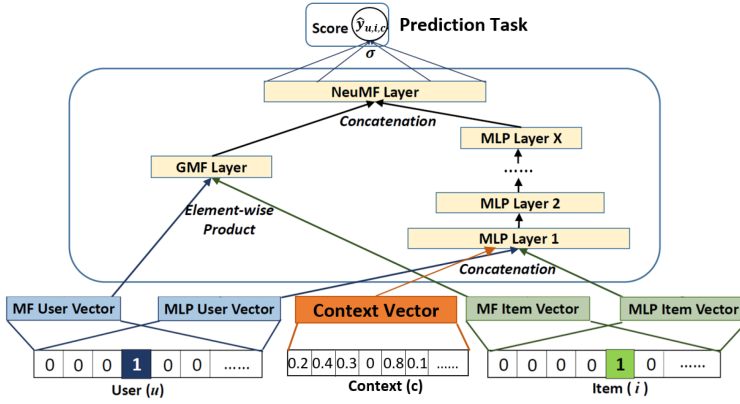 Score ŷu,i,c Prediction Task
σ
NeuMF Layer
Concatenation
MLP Layer X
GMF Layer
......
Element-wise
Product
MLP Layer 2
MLP Layer 1
Concatenation
MF User Vector
MLP User Vector
Context Vector
MF Item Vector
MLP Item Vector
0 0 0 1 0 0 ......
0.2 0.4 0.3 0 0.8 0.1 ......
0 0 0 0 1 0 ......
User (u)
Context (c)
Item ( i )